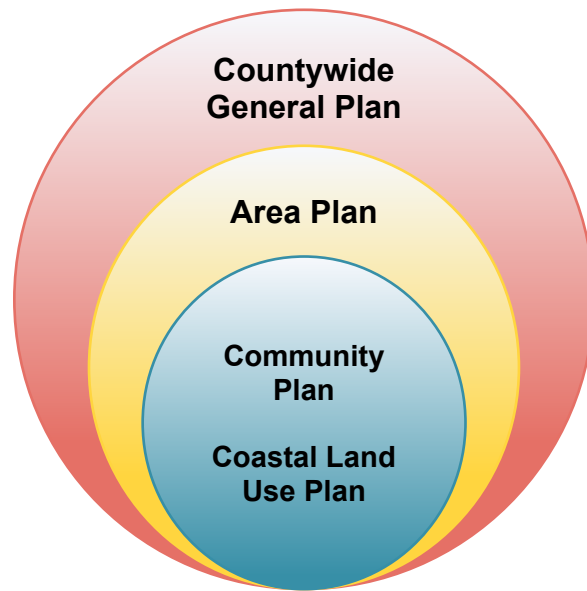 Countywide
General Plan
Area Plan
Community
Plan
Coastal Land
Use Plan